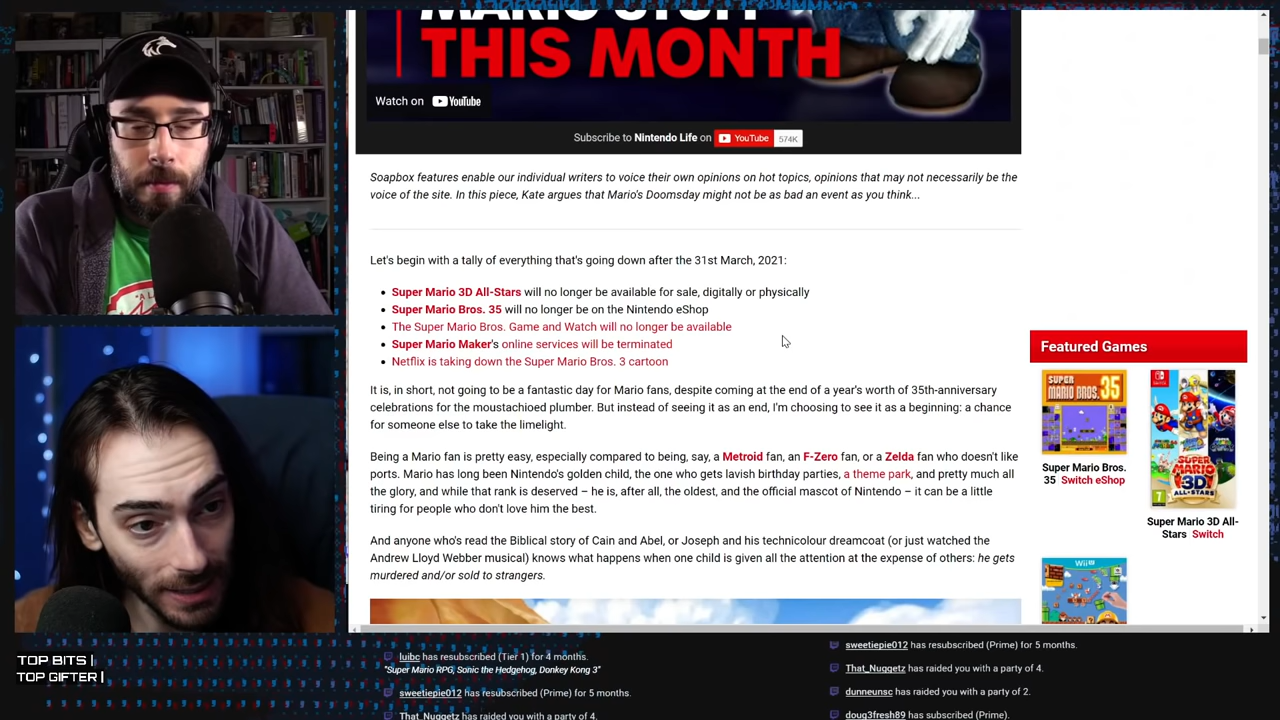 MARIO STUFF
THIS MONTH
Watch on YouTube
Subscribe to Nintendo Life on YouTube 574K
Soapbox features enable our individual writers to voice their own opinions on hot topics, opinions that may not necessarily be the
voice of the site. In this piece, Kate argues that Mario's Doomsday might not be as bad an event as you think...
Let's begin with a tally of everything that's going down after the 31st March, 2021:
• Super Mario 3D All-Stars will no longer be available for sale, digitally or physically
• Super Mario Bros. 35 will no longer be on the Nintendo eShop
• The Super Mario Bros. Game and Watch will no longer be available
• Super Mario Maker's online services will be terminated
• Netflix is taking down the Super Mario Bros. 3 cartoon
It is, in short, not going to be a fantastic day for Mario fans, despite coming at the end of a year's worth of 35th-anniversary
celebrations for the moustachioed plumber. But instead of seeing it as an end, I'm choosing to see it as a beginning: a chance
for someone else to take the limelight.
Being a Mario fan is pretty easy, especially compared to being, say, a Metroid fan, an F-Zero fan, or a Zelda fan who doesn't like
ports. Mario has long been Nintendo's golden child, the one who gets lavish birthday parties, a theme park, and pretty much all
the glory, and while that rank is deserved – he is, after all, the oldest, and the official mascot of Nintendo – it can be a little
tiring for people who don't love him the best.
And anyone who's read the Biblical story of Cain and Abel, or Joseph and his technicolour dreamcoat (or just watched the
Andrew Lloyd Webber musical) knows what happens when one child is given all the attention at the expense of others: he gets
murdered and/or sold to strangers.
Featured Games
SUPER
MARIO BROS. 35
Super Mario Bros.
35 Switch eShop
SUPER MARIO
3D
ALL-STARS
7
Super Mario 3D All-
Stars Switch
Wii U
TOP BITS |
TOP GIFTER |
luibc has resubscribed (Tier 1) for 4 months.
"Super Mario RPG, Sonic the Hedgehog, Donkey Kong 3"
sweetiepie012 has resubscribed (Prime) for 5 months.
That_Nuggetz has raided you with a party of 4.
sweetiepie012 has resubscribed (Prime) for 5 months.
That_Nuggetz has raided you with a party of 4.
dunneunsc has raided you with a party of 2.
doug3fresh89 has subscribed (Prime).